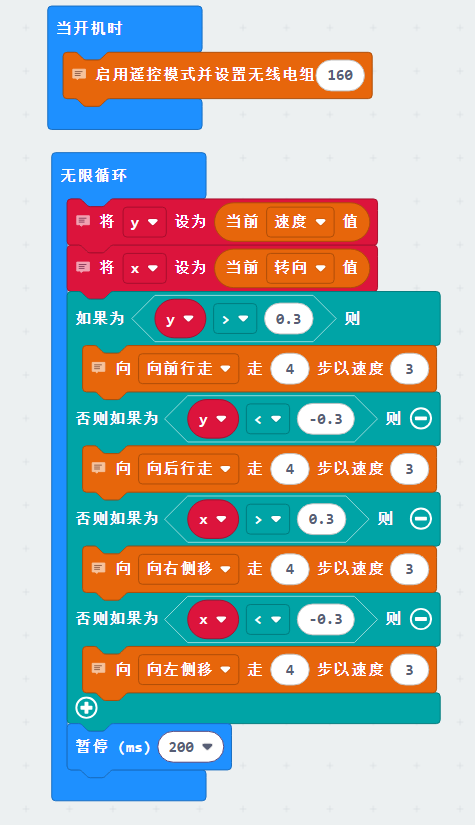 当开机时
启用遥控模式并设置无线电组 160
无限循环
将 y 设为 当前 速度 值
将 x 设为 当前 转向 值
如果为 y > 0.3 则
向 向前行走 走 4 步以速度 3
否则如果为 y < -0.3 则
向 向后行走 走 4 步以速度 3
否则如果为 x > 0.3 则
向 向右侧移 走 4 步以速度 3
否则如果为 x < -0.3 则
向 向左侧移 走 4 步以速度 3
暂停 (ms) 200